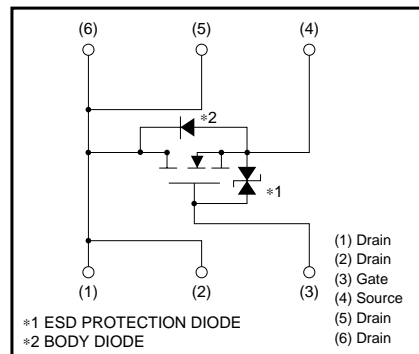 (6) (5) (4)
∗2
∗1
(1) (2) (3)
(1) Drain
(2) Drain
(3) Gate
(4) Source
(5) Drain
(6) Drain
∗1 ESD PROTECTION DIODE
∗2 BODY DIODE